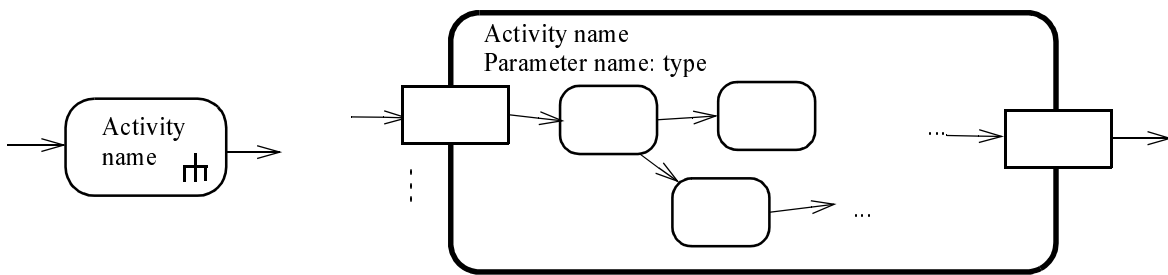 Activity name
Parameter name: type
Activity
name
...
...